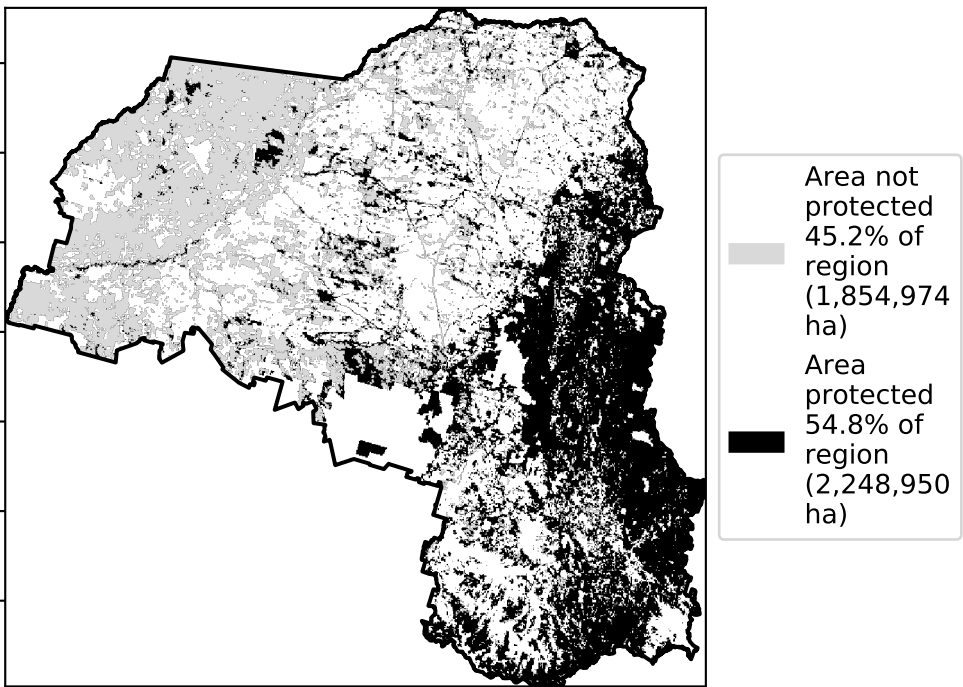 Area not
protected
45.2% of
region
(1,854,974
ha)
Area
protected
54.8% of
region
(2,248,950
ha)